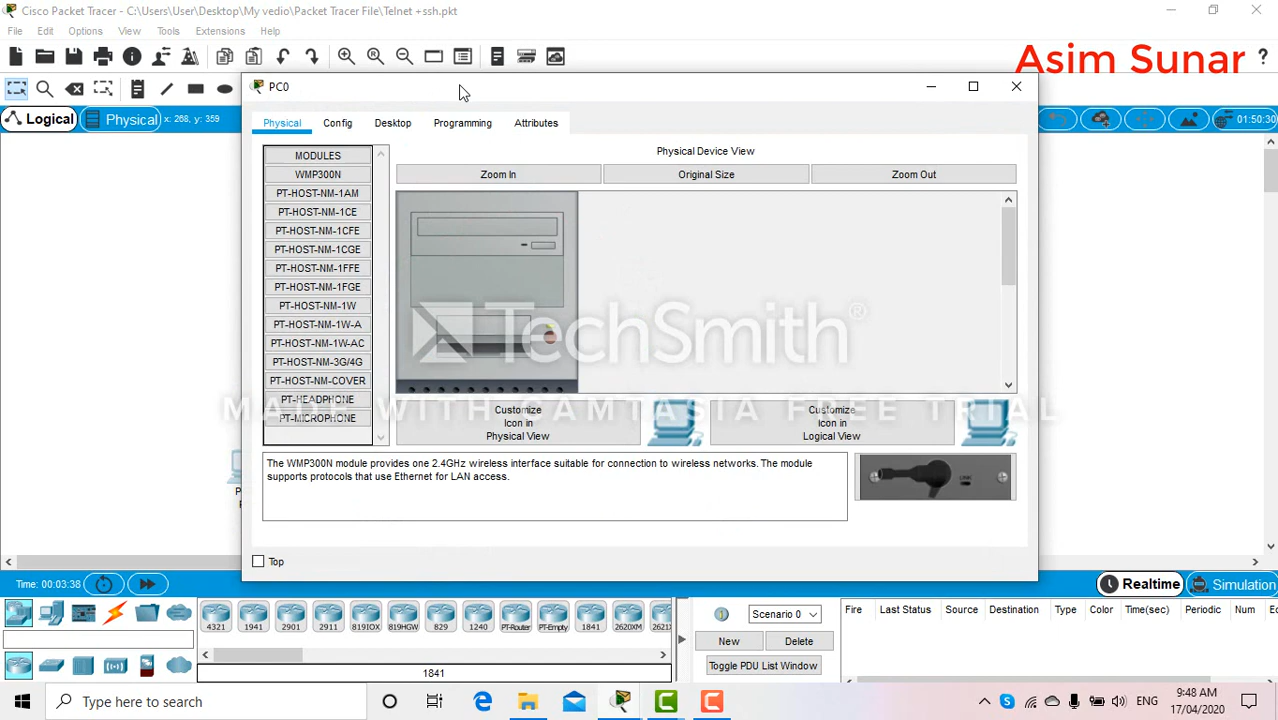 Cisco Packet Tracer - C:\Users\User\Desktop\My vedio\Packet Tracer File\Telnet +ssh.pkt
File Edit Options View Tools Extensions Help
Asim Sunar
?
PC0
Logical Physical x: 268, y: 359
01:50:30
Physical Config Desktop Programming Attributes
MODULES
WMP300N
PT-HOST-NM-1AM
PT-HOST-NM-1CE
PT-HOST-NM-1CFE
PT-HOST-NM-1CGE
PT-HOST-NM-1FFE
PT-HOST-NM-1FGE
PT-HOST-NM-1W
PT-HOST-NM-1W-A
PT-HOST-NM-1W-AC
PT-HOST-NM-3G/4G
PT-HOST-NM-COVER
PT-HEADPHONE
PT-MICROPHONE
Physical Device View
Zoom In Original Size Zoom Out
TechSmith®
MADE WITH CAMTASIA FREE TRIAL
Customize
Icon in
Physical View
Customize
Icon in
Logical View
The WMP300N module provides one 2.4GHz wireless interface suitable for connection to wireless networks. The module
supports protocols that use Ethernet for LAN access.
LINK
P
Top
Time: 00:03:38
Realtime Simulation
4321 1941 2901 2911 819IOX 819HGW 829 1240 PT-Router PT-Empty 1841 2620XM
1841
Scenario 0
New Delete
Toggle PDU List Window
Fire Last Status Source Destination Type Color Time(sec) Periodic Num
Type here to search
ENG
9:48 AM
17/04/2020